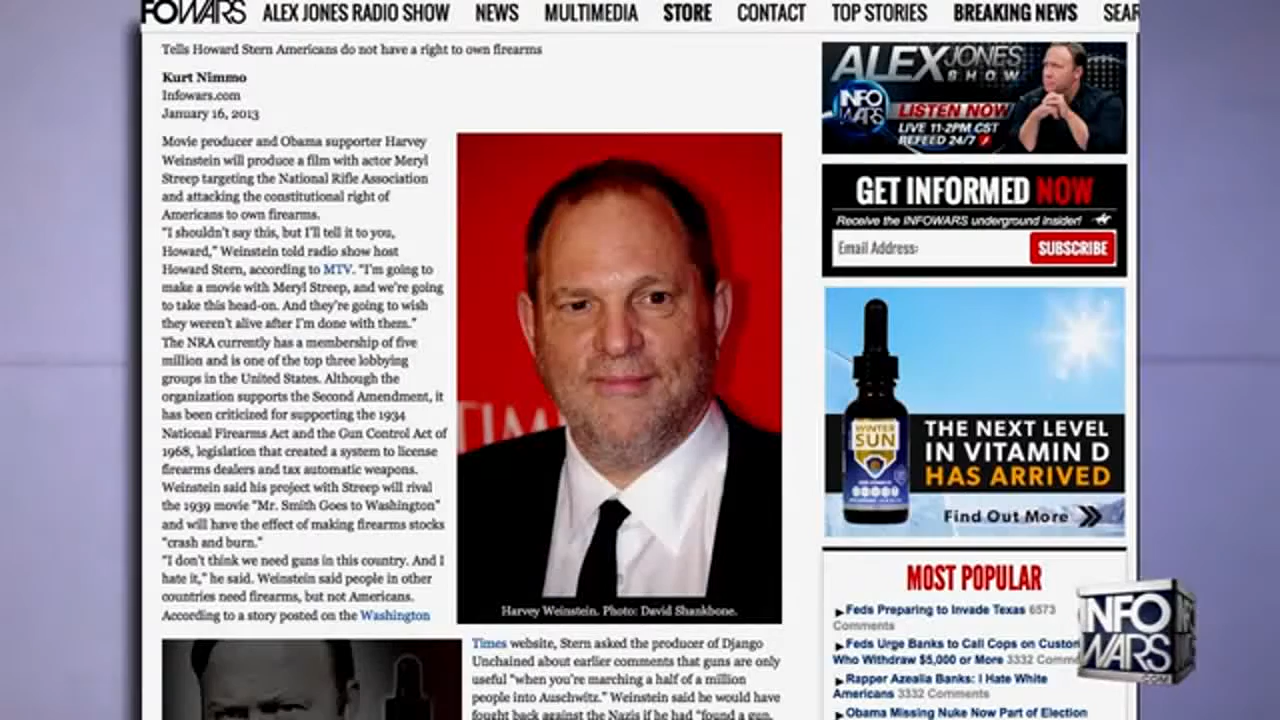 FOWARS ALEX JONES RADIO SHOW NEWS MULTIMEDIA STORE CONTACT TOP STORIES BREAKING NEWS SEAR
Tells Howard Stern Americans do not have a right to own firearms
Kurt Nimmo
Infowars.com
January 16, 2013
Movie producer and Obama supporter Harvey
Weinstein will produce a film with actor Meryl
Streep targeting the National Rifle Association
and attacking the constitutional right of
Americans to own firearms.
“I shouldn’t say this, but I’ll tell it to you,
Howard,” Weinstein told radio show host
Howard Stern, according to MTV. “I’m going to
make a movie with Meryl Streep, and we’re going
to take this head-on. And they’re going to wish
they weren’t alive after I’m done with them.”
The NRA currently has a membership of five
million and is one of the top three lobbying
groups in the United States. Although the
organization supports the Second Amendment, it
has been criticized for supporting the 1934
National Firearms Act and the Gun Control Act of
1968, legislation that created a system to license
firearms dealers and tax automatic weapons.
Weinstein said his project with Streep will rival
the 1939 movie “Mr. Smith Goes to Washington”
and will have the effect of making firearms stocks
“crash and burn.”
“I don’t think we need guns in this country. And I
hate it,” he said. Weinstein said people in other
countries need firearms, but not Americans.
According to a story posted on the Washington
TIM
Harvey Weinstein. Photo: David Shankbone.
Times website, Stern asked the producer of Django
Unchained about earlier comments that guns are only
useful “when you’re marching a half of a million
people into Auschwitz.” Weinstein said he would have
fought back against the Nazis if he had “found a gun,
ALEX JONES
SHOW
INFO
WARS
LISTEN NOW
LIVE 11-2PM CST
REFEED 24/7
GET INFORMED NOW
Receive the INFOWARS underground insider!
Email Address:
SUBSCRIBE
WINTER
SUN
THE NEXT LEVEL
IN VITAMIN D
HAS ARRIVED
Find Out More
MOST POPULAR
Feds Preparing to Invade Texas 6573
Comments
Feds Urge Banks to Call Cops on Custom
Who Withdraw $5,000 or More 3332 Comme
Rapper Azealia Banks: I Hate White
Americans 3332 Comments
Obama Missing Nuke Now Part of Election
INFO
WARS
.COM